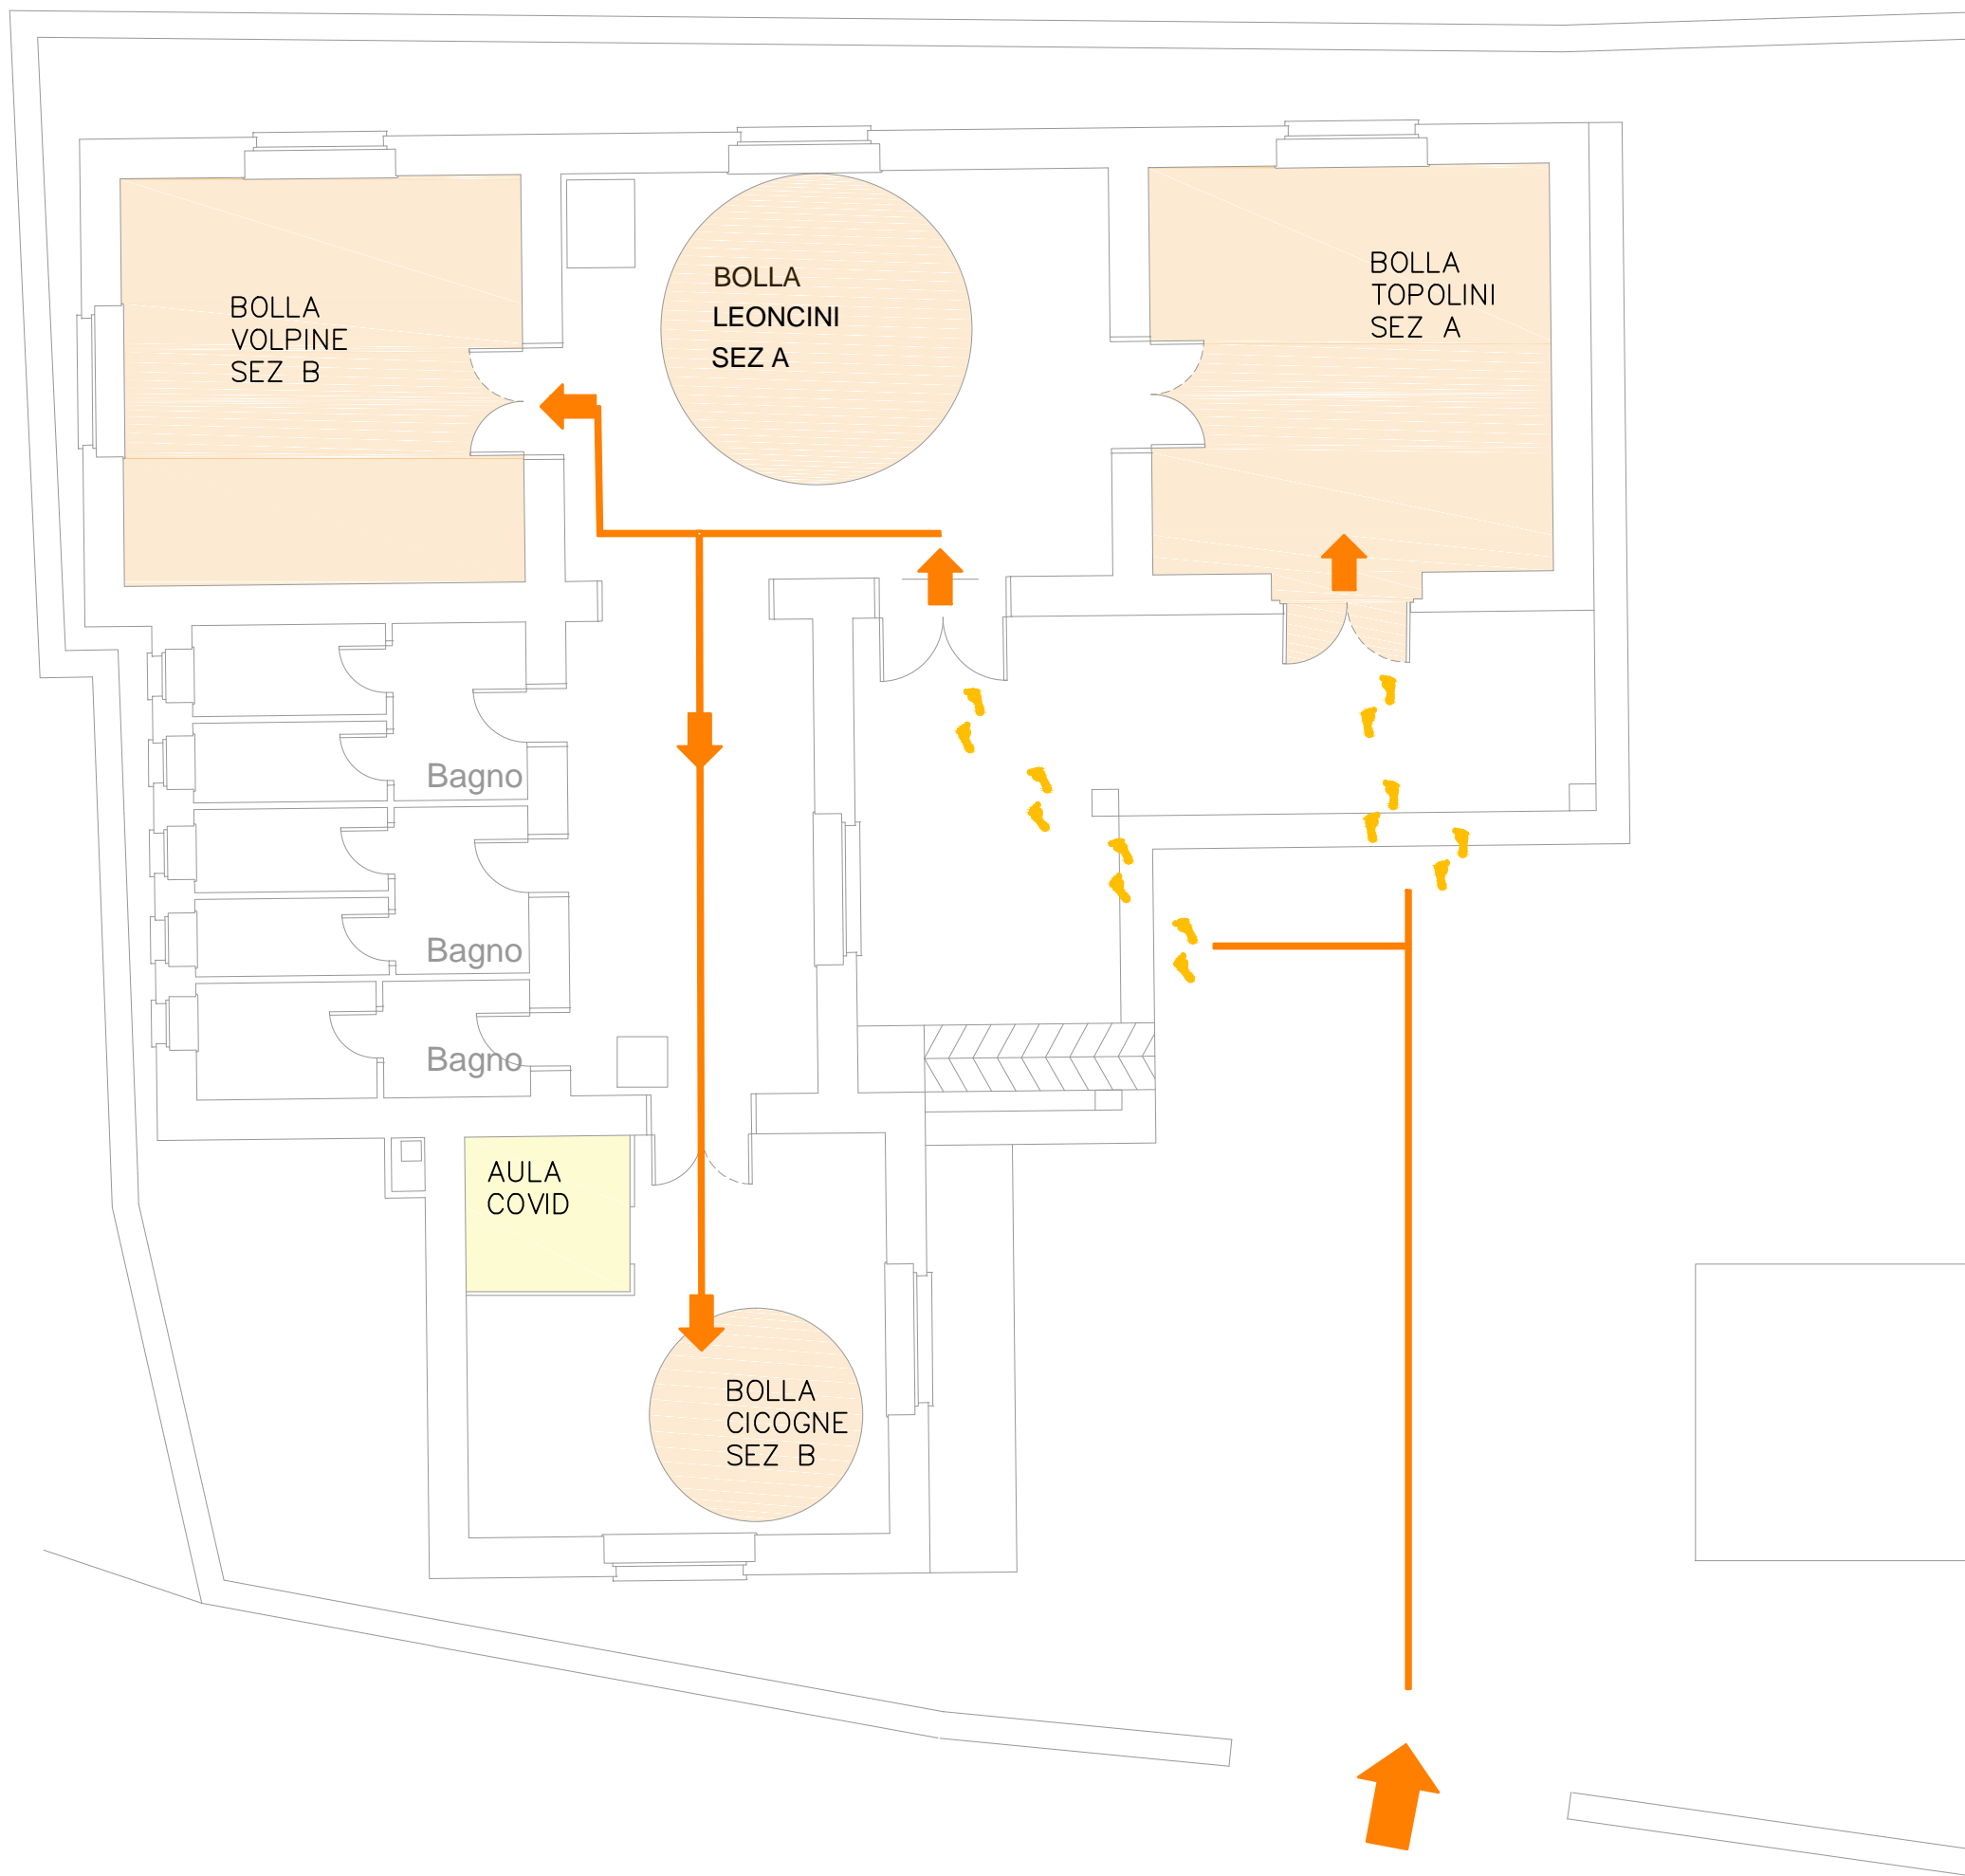 BOLLA
VOLPINE
SEZ B
BOLLA
LEONCINI
SEZ A
BOLLA
TOPOLINI
SEZ A
Bagno
Bagno
Bagno
AULA
COVID
BOLLA
CICOGNE
SEZ B